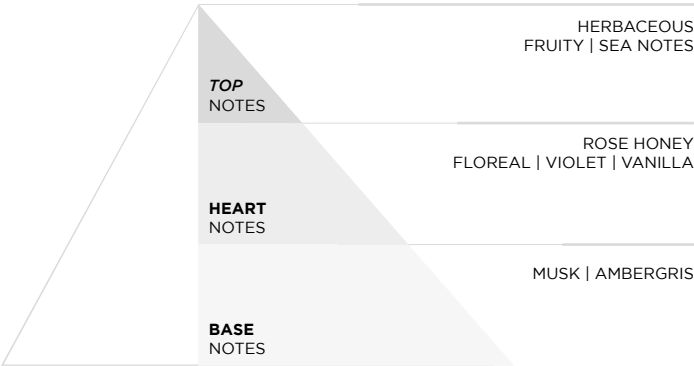 HERBACEOUS
FRUITY | SEA NOTES
TOP
NOTES
ROSE HONEY
FLOREAL | VIOLET | VANILLA
HEART
NOTES
MUSK | AMBERGRIS
BASE
NOTES